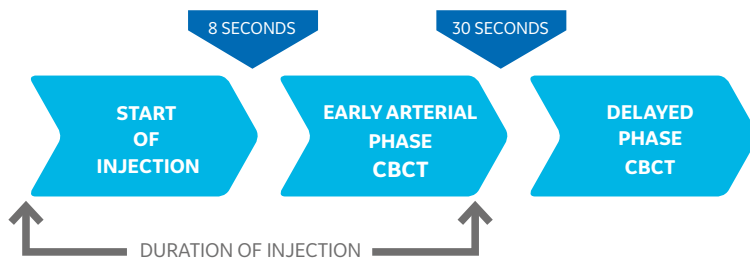 8 SECONDS
30 SECONDS
START
OF
INJECTION
EARLY ARTERIAL
PHASE
CBCT
DELAYED
PHASE
CBCT
DURATION OF INJECTION